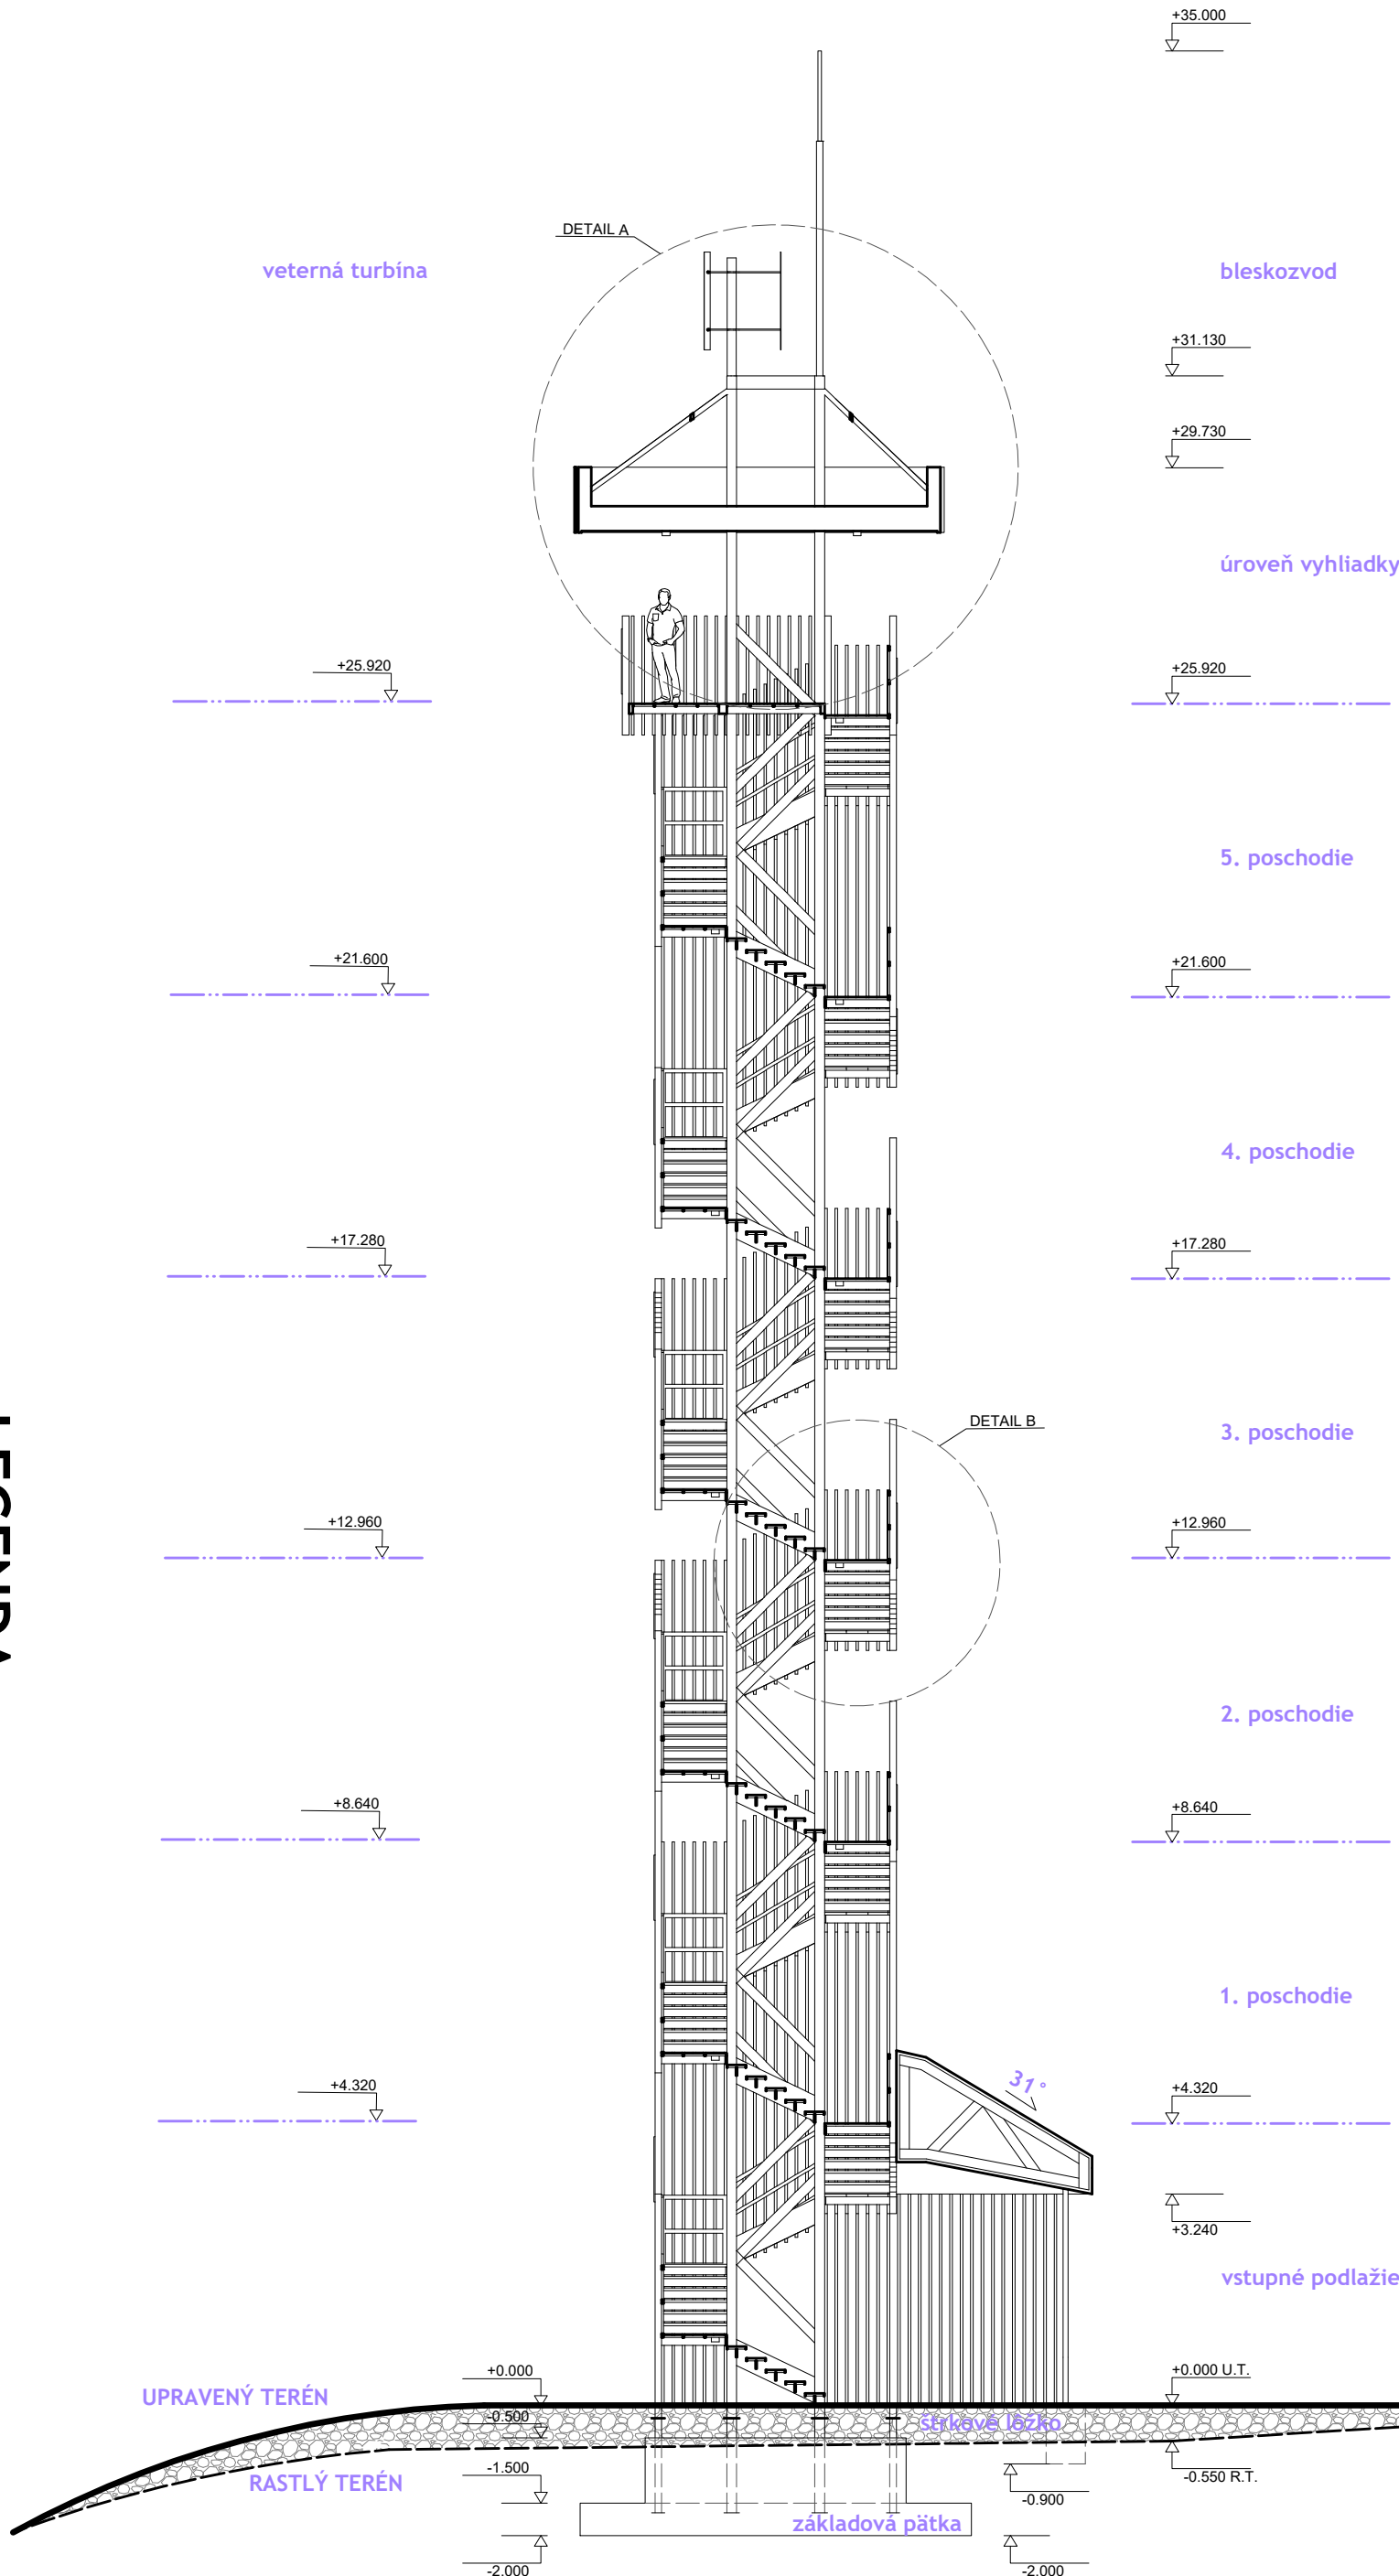 +35.000
DETAIL A
veterná turbína
bleskozvod
+31.130
+29.730
úroveň vyhliadky
+25.920
+25.920
5. poschodie
+21.600
+21.600
4. poschodie
+17.280
+17.280
DETAIL B
3. poschodie
+12.960
+12.960
2. poschodie
+8.640
+8.640
1. poschodie
31°
+4.320
+4.320
+3.240
vstupné podlažie
+0.000
+0.000 U.T.
UPRAVENÝ TERÉN
-0.500
štrkové lôžko
-1.500
RASTLÝ TERÉN
-0.550 R.T.
-0.900
základová pätka
-2.000
-2.000